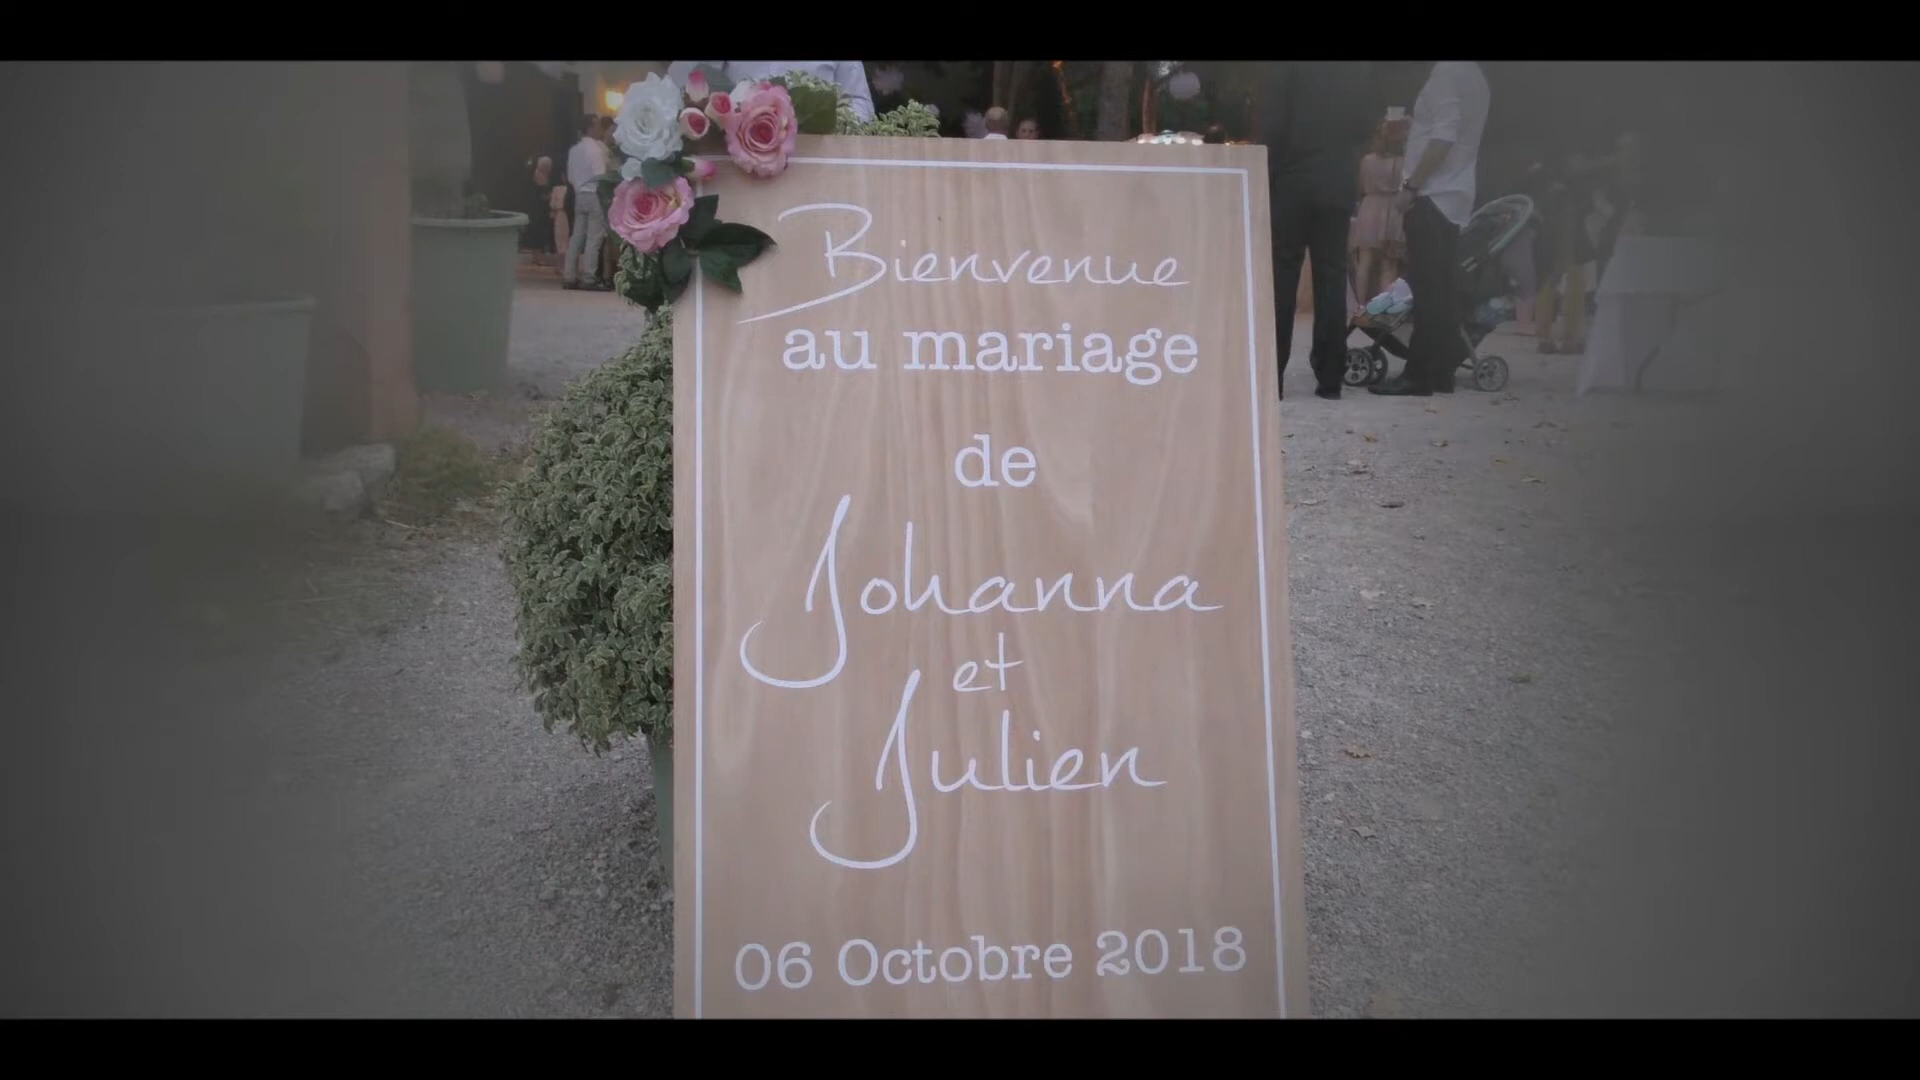 Bienvenue
au mariage
de
Johanna
et
Julien
06 Octobre 2018